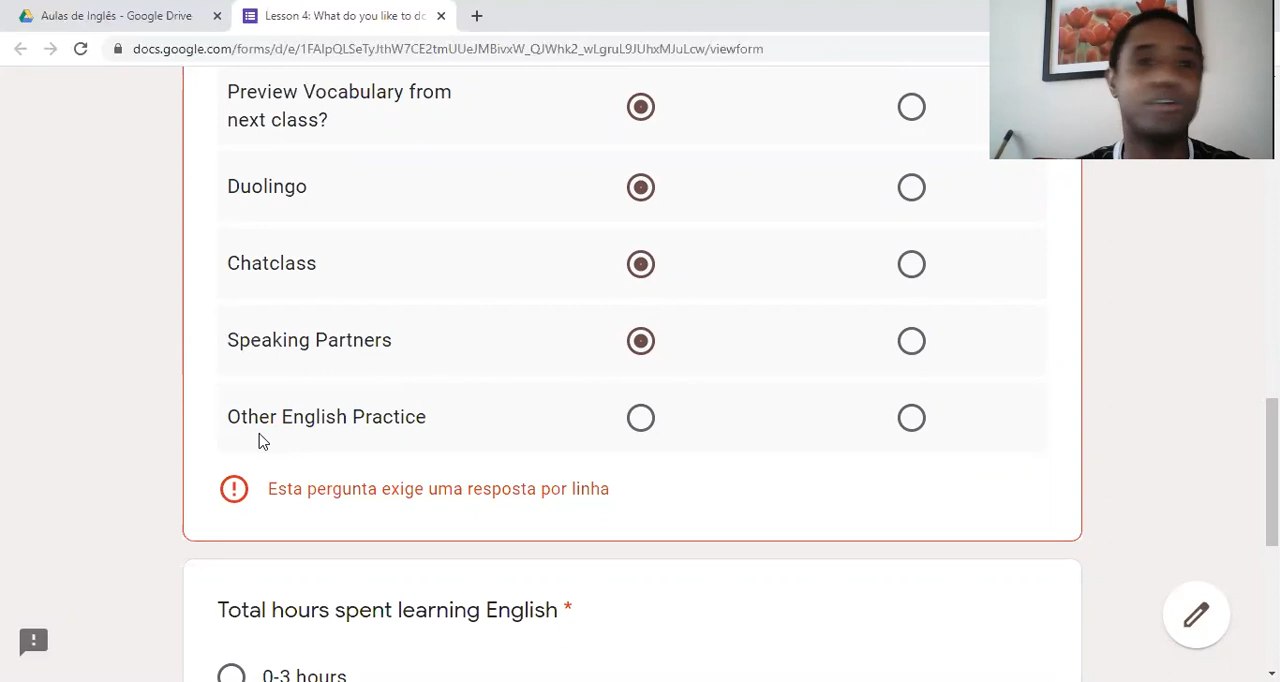 Aulas de Inglês - Google Drive
Lesson 4: What do you like to do
docs.google.com/forms/d/e/1FAIpQLSeTyJthW7CE2tmUUeJMBivxW_QJWhk2_wLgruL9JUhxMJuLcw/viewform
Preview Vocabulary from
next class?
Duolingo
Chatclass
Speaking Partners
Other English Practice
Esta pergunta exige uma resposta por linha
Total hours spent learning English *
0-3 hours